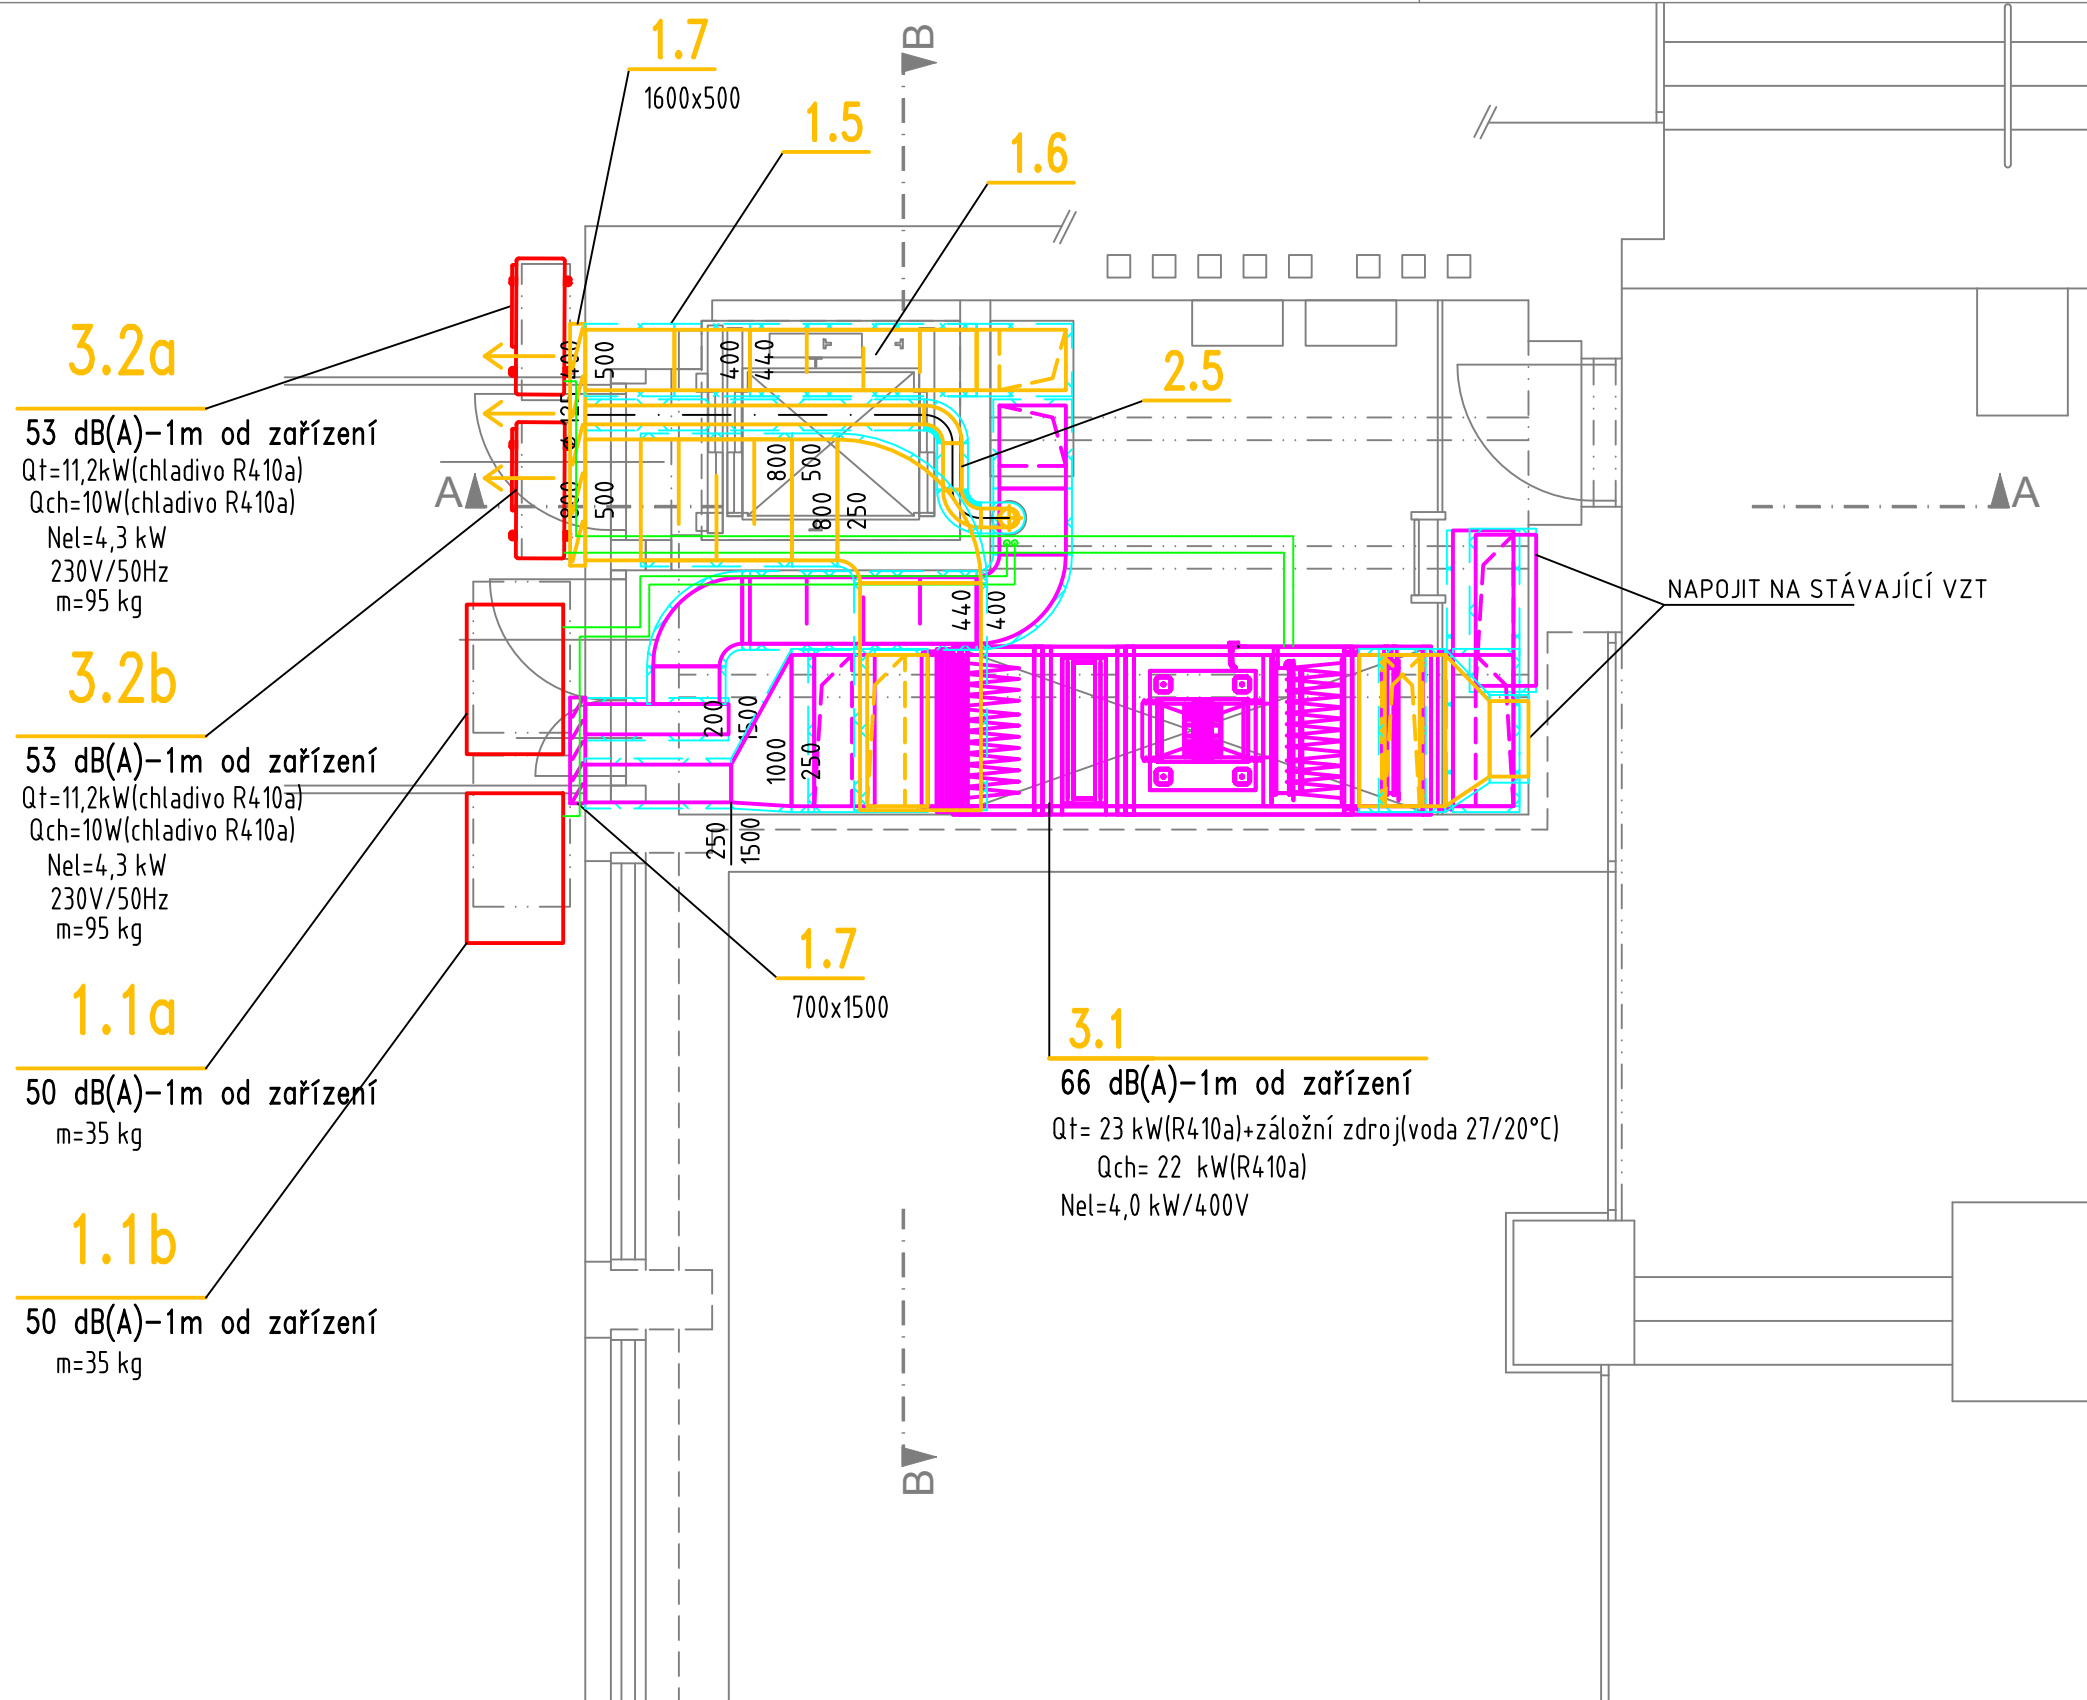 B
1.7
1600x500
1.5
1.6
2.5
3.2a
53 dB(A)-1m od zařízení
Qt=11,2kW(chladivo R410a)
Qch=10W(chladivo R410a)
Nel=4,3 kW
230V/50Hz
m=95 kg
3.2b
53 dB(A)-1m od zařízení
Qt=11,2kW(chladivo R410a)
Qch=10W(chladivo R410a)
Nel=4,3 kW
230V/50Hz
m=95 kg
1.1a
50 dB(A)-1m od zařízení
m=35 kg
1.1b
50 dB(A)-1m od zařízení
m=35 kg
A
A
400
500
400
440
800
500
800
500
800
250
440
400
200
1500
1000
250
250
1500
NAPOJIT NA STÁVAJÍCÍ VZT
1.7
700x1500
3.1
66 dB(A)-1m od zařízení
Qt= 23 kW(R410a)+záložní zdroj(voda 27/20°C)
Qch= 22 kW(R410a)
Nel=4,0 kW/400V
B